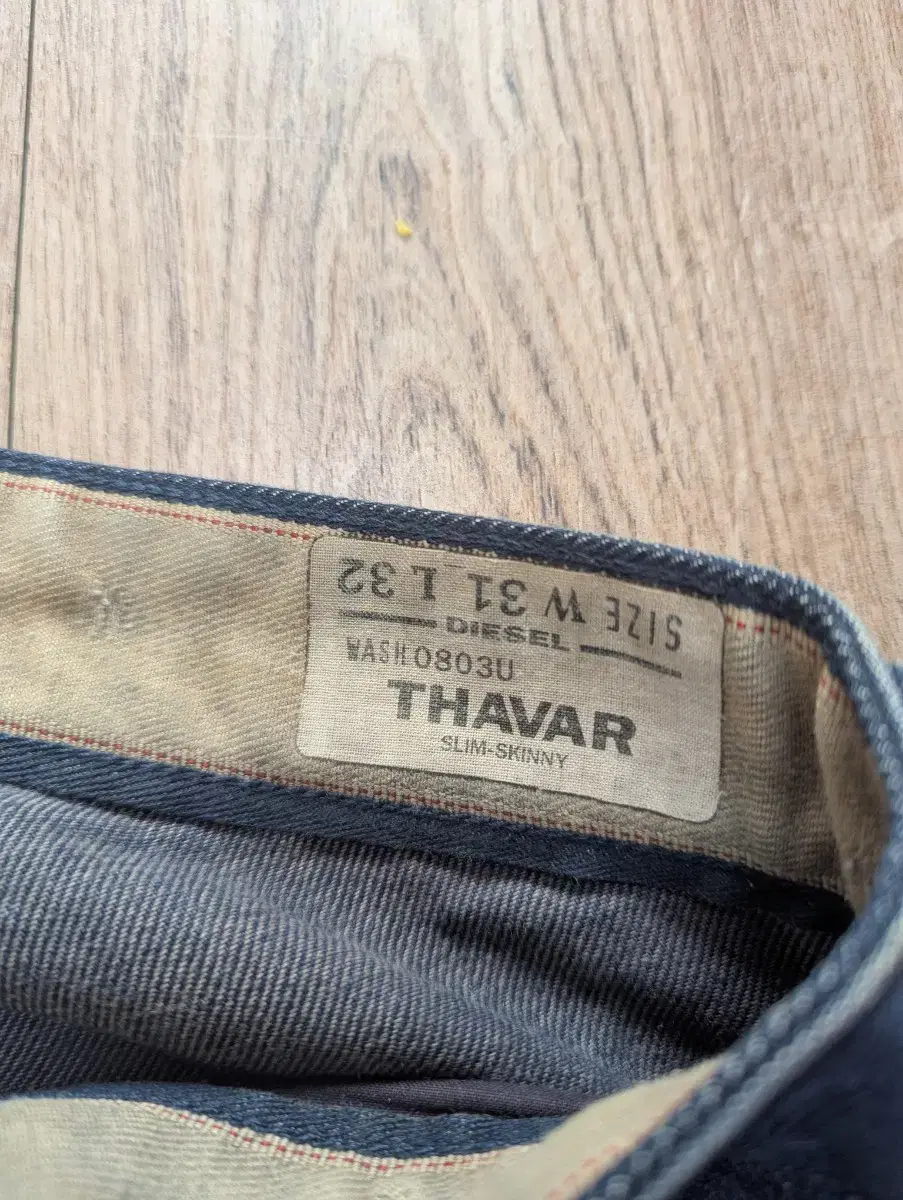 SIZE W 31 L 32
DIESEL
WASH 0803U
THAVAR
SLIM-SKINNY